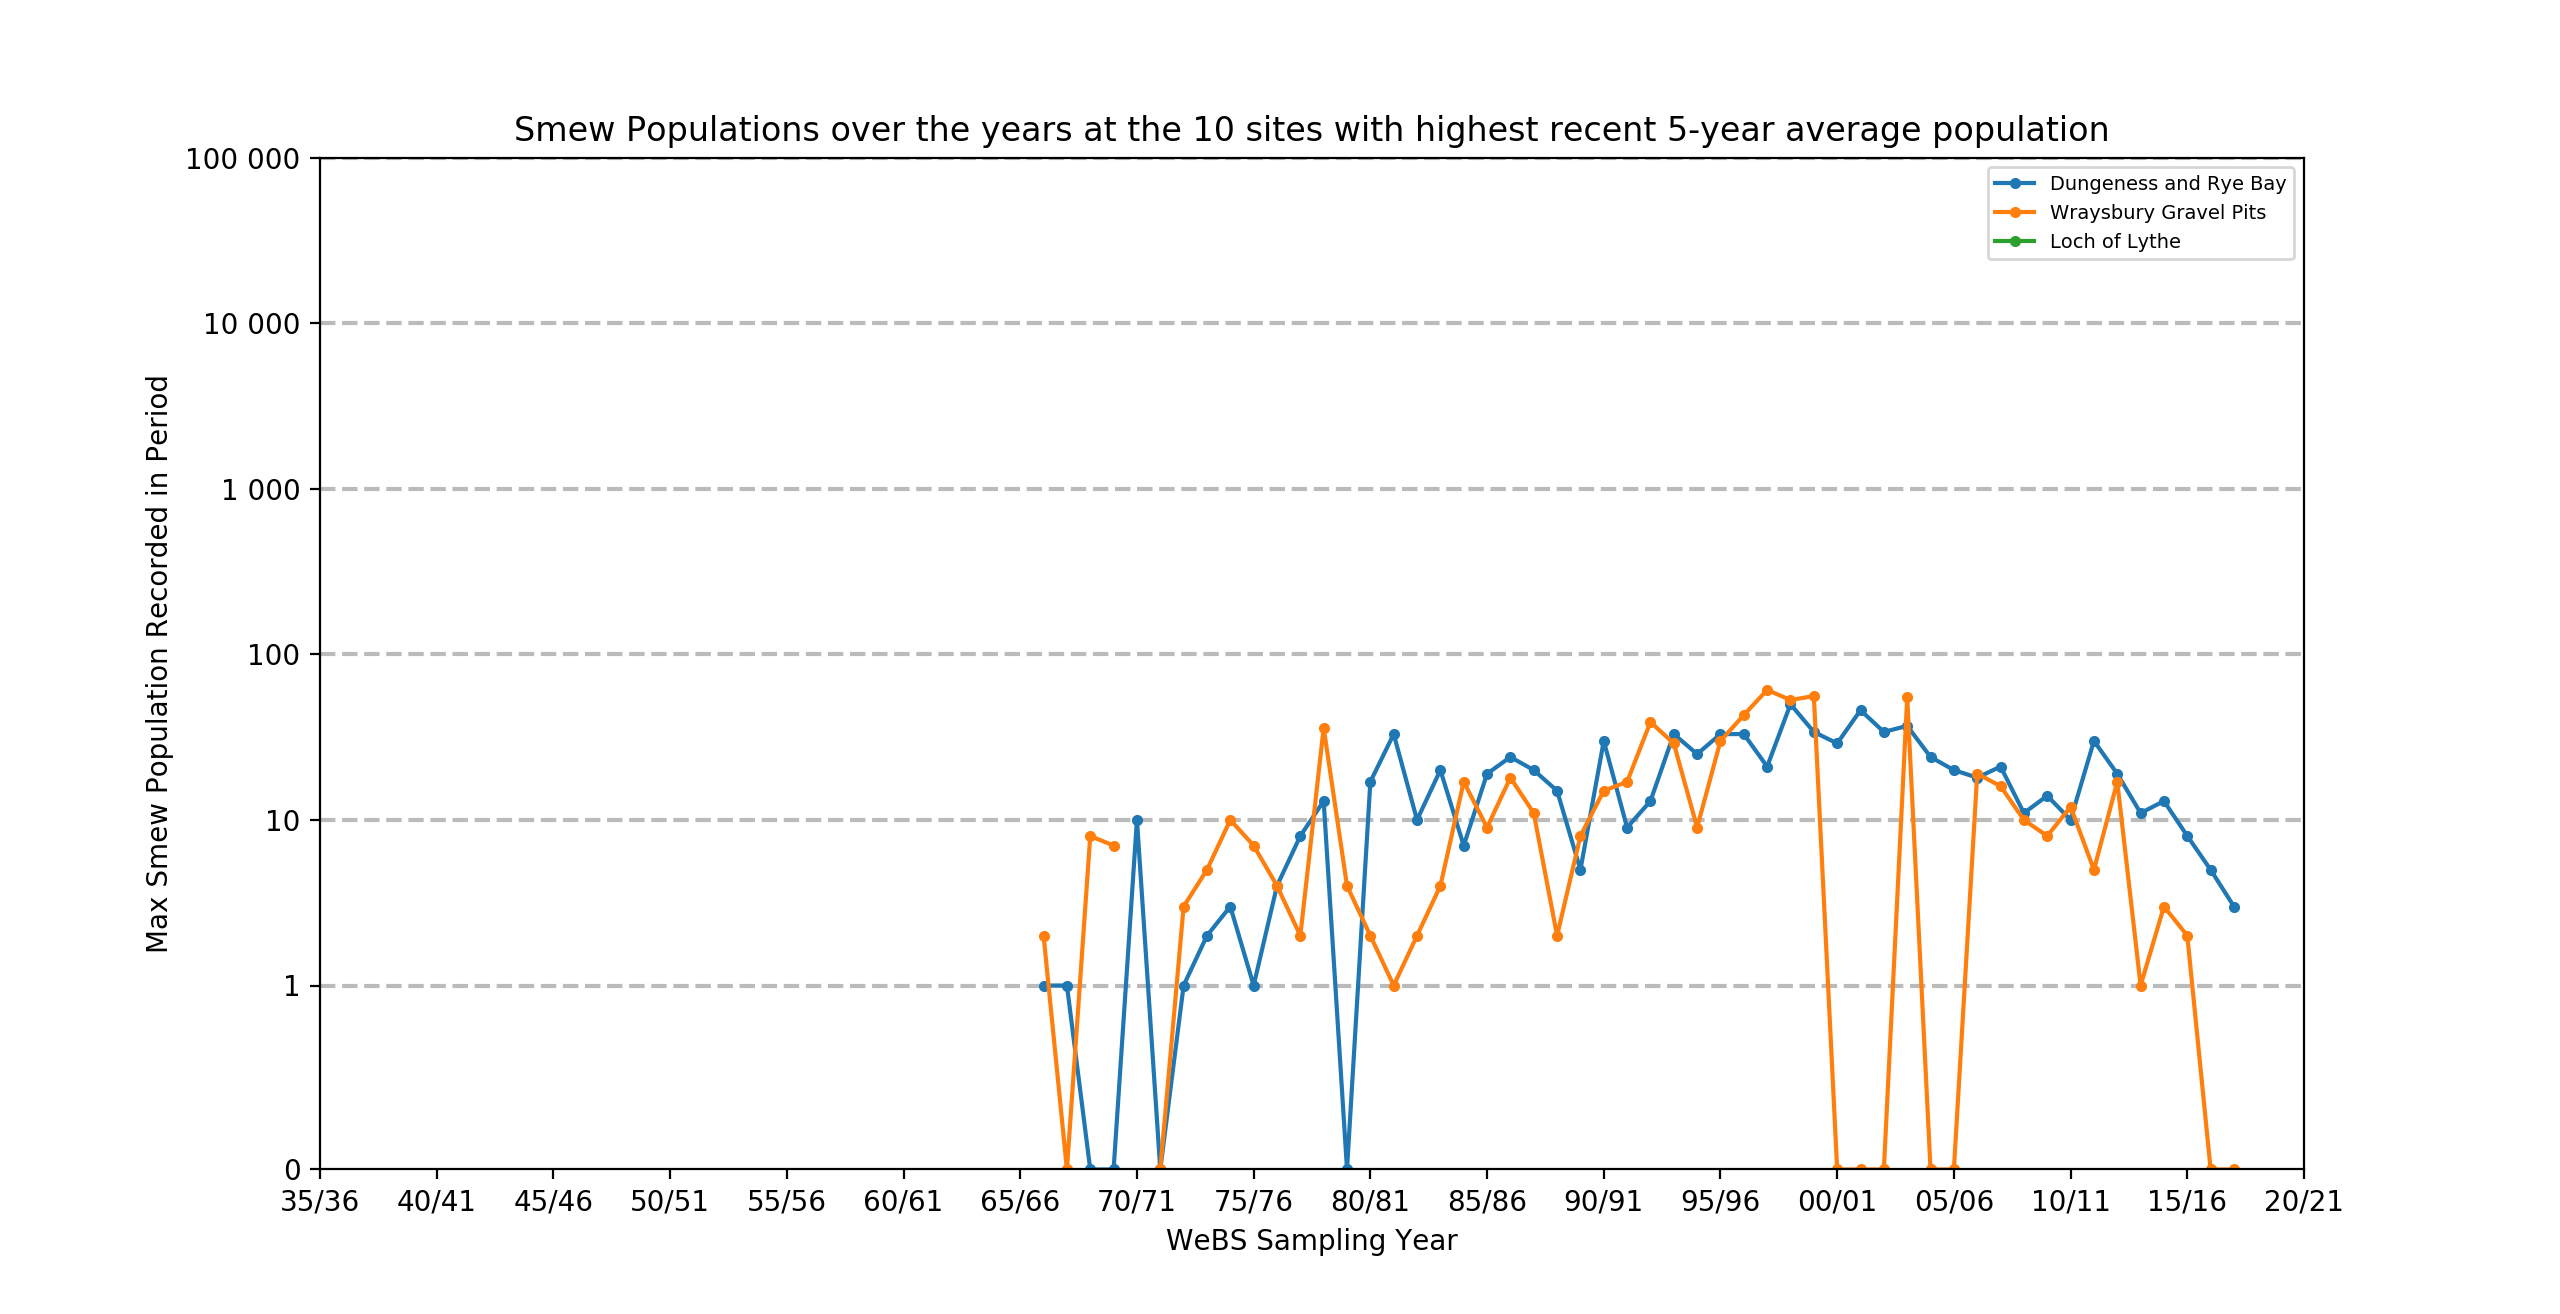 Smew Populations over the years at the 10 sites with highest recent 5-year average population
100 000
10 000
1 000
100
10
1
0
Max Smew Population Recorded in Period
Dungeness and Rye Bay
Wraysbury Gravel Pits
Loch of Lythe
35/36 40/41 45/46 50/51 55/56 60/61 65/66 70/71 75/76 80/81 85/86 90/91 95/96 00/01 05/06 10/11 15/16 20/21
WeBS Sampling Year